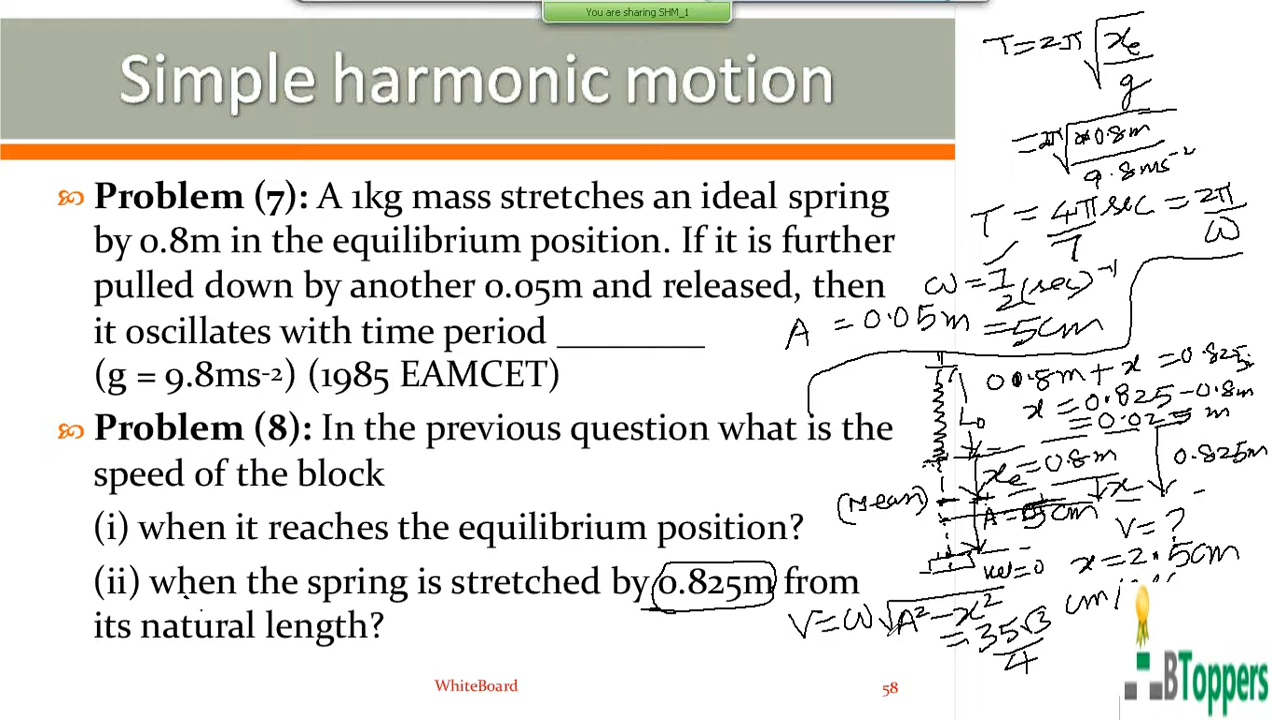 You are sharing SHM_1
Simple harmonic motion
Problem (7): A 1kg mass stretches an ideal spring
by 0.8m in the equilibrium position. If it is further
pulled down by another 0.05m and released, then
it oscillates with time period ________
(g = 9.8ms-2) (1985 EAMCET)
Problem (8): In the previous question what is the
speed of the block
(i) when it reaches the equilibrium position?
(ii) when the spring is stretched by 0.825m from
its natural length?
T=2π√(xe/g)
=2π√(0.8m/9.8ms⁻²)
T = 4π/7 sec = 2π/ω
ω = 7/2 (sec)⁻¹
A = 0.05m = 5cm
0.8m + x = 0.825
x = 0.825 - 0.8m
= 0.025 m
L₀
xe = 0.8m
0.825m
(Mean)
x
A = 5cm
V = ?
x = 2.5cm
V = ω√(A² - x²)
= 35√3/4
cm/
WhiteBoard
58
BToppers